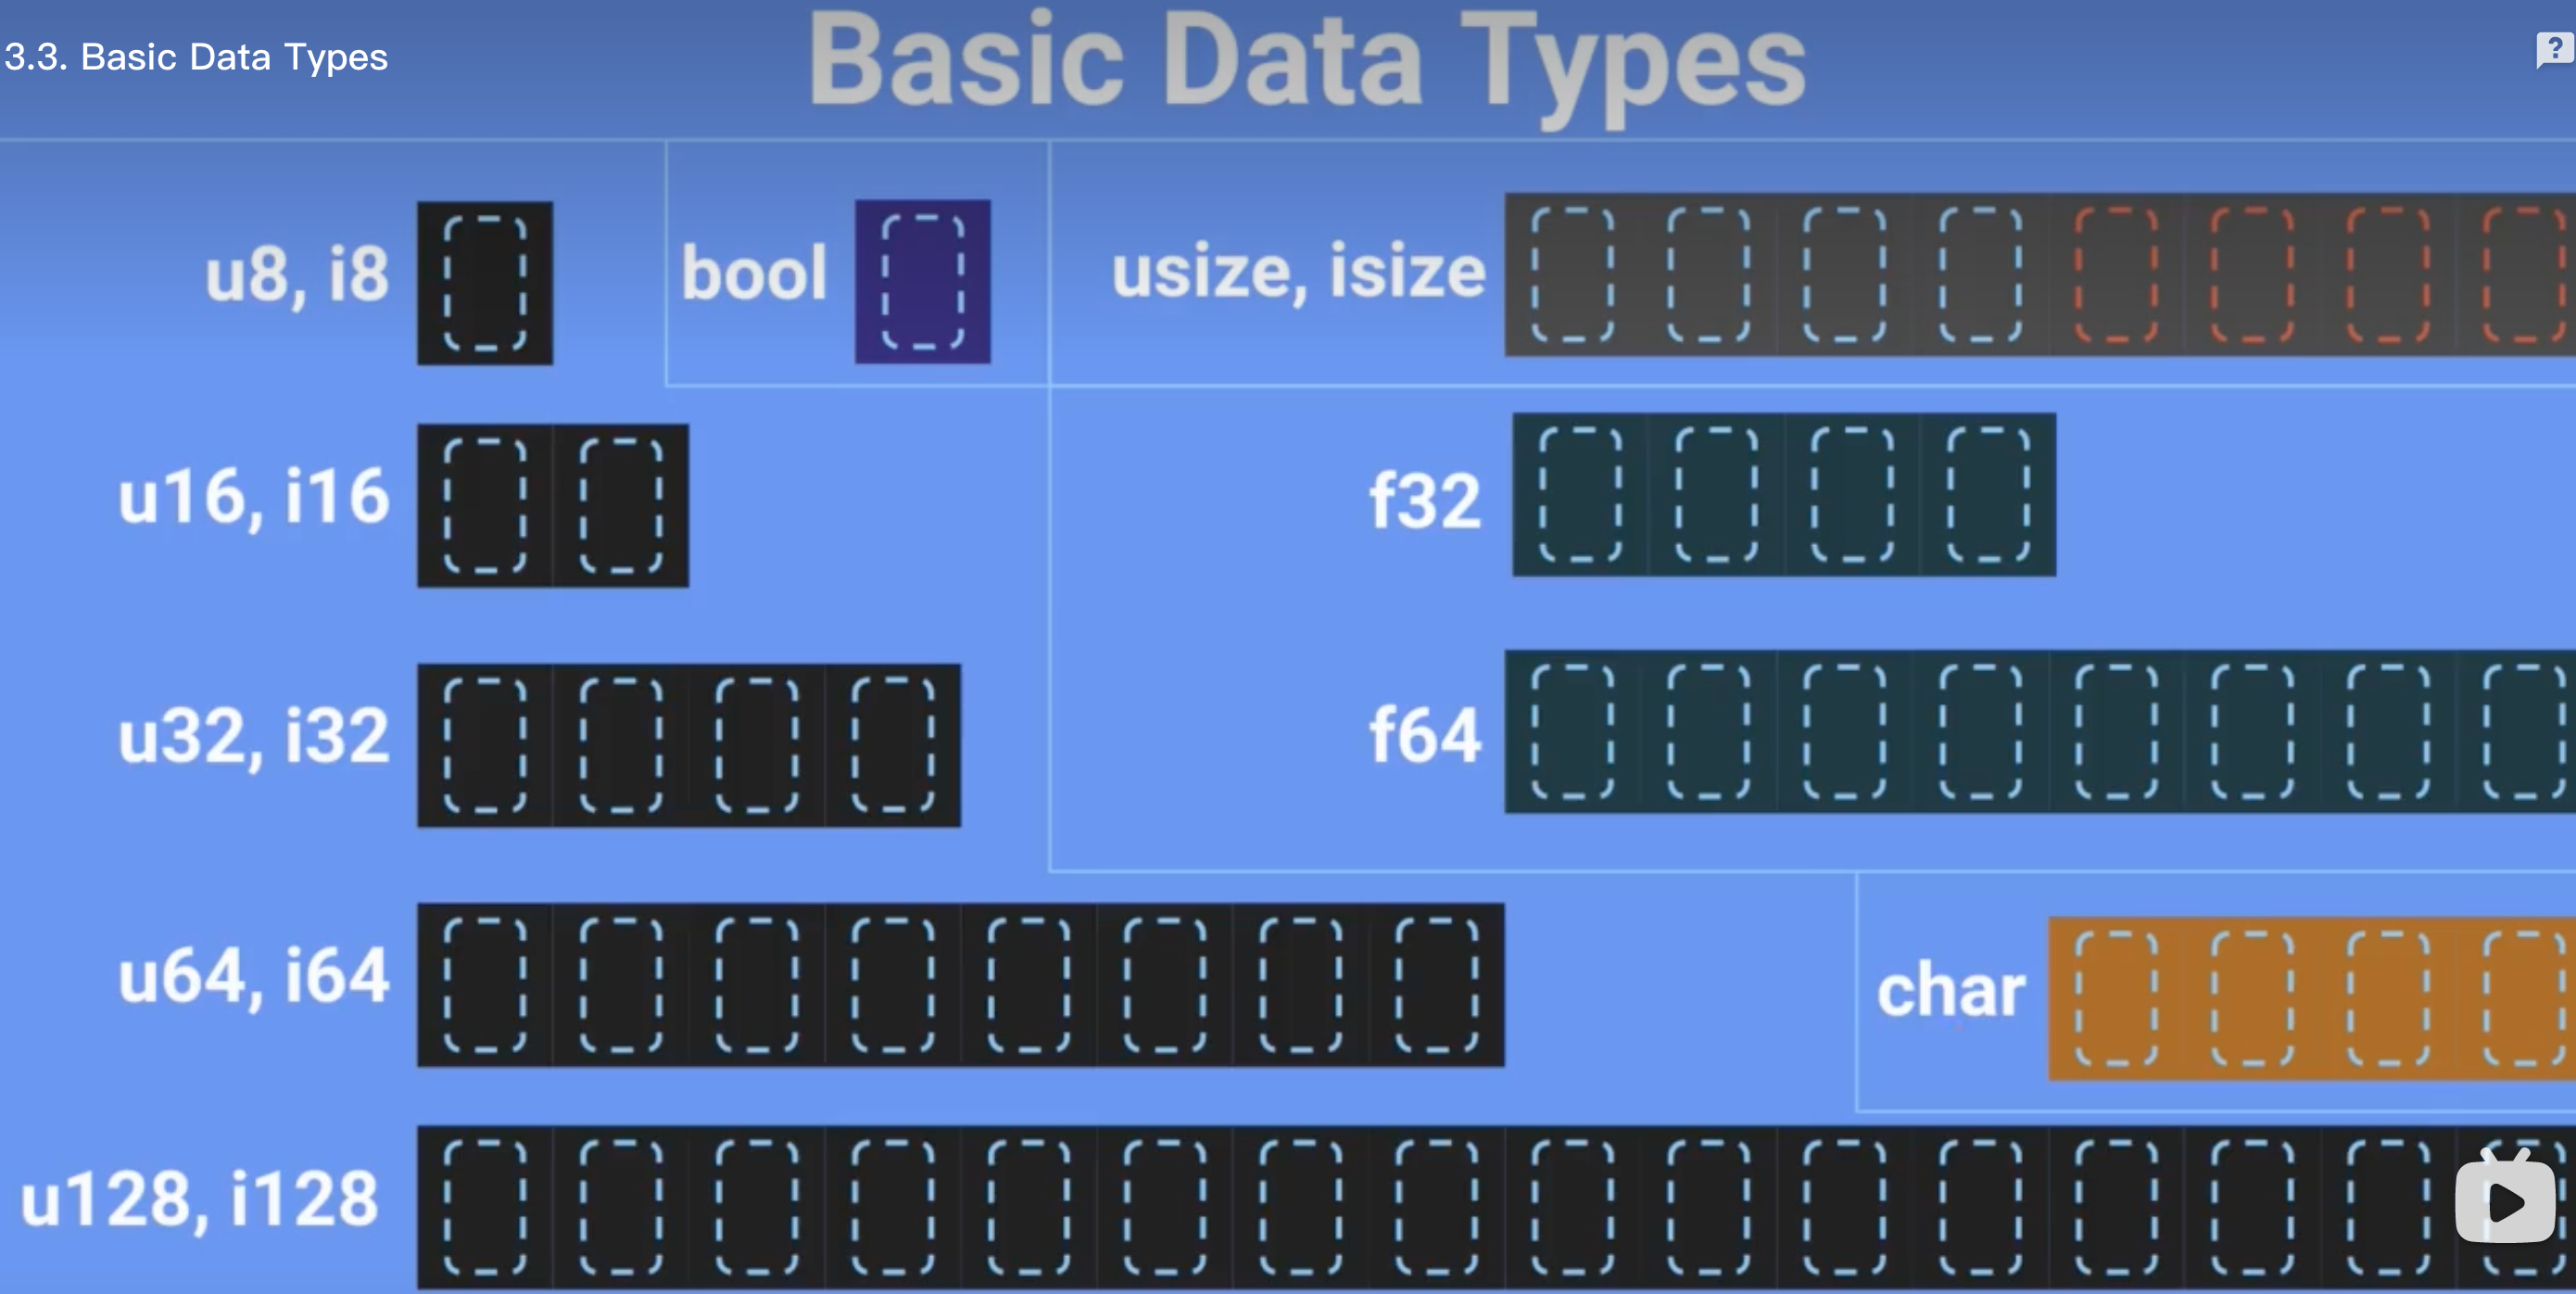 Basic Data Types
3.3. Basic Data Types
?
u8, i8
bool
usize, isize
u16, i16
f32
u32, i32
f64
u64, i64
char
u128, i128